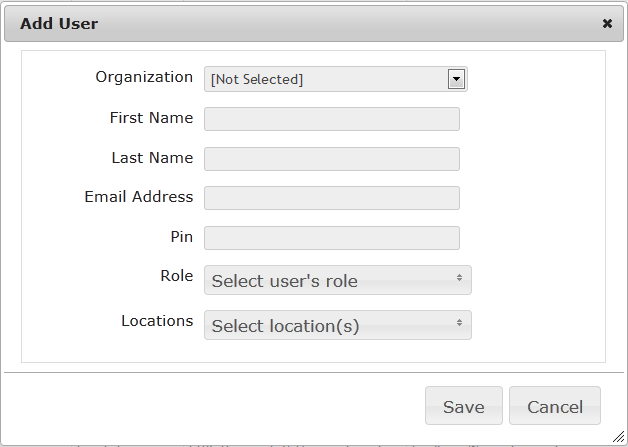 Add User
Organization [Not Selected]
First Name
Last Name
Email Address
Pin
Role Select user's role
Locations Select location(s)
Save Cancel